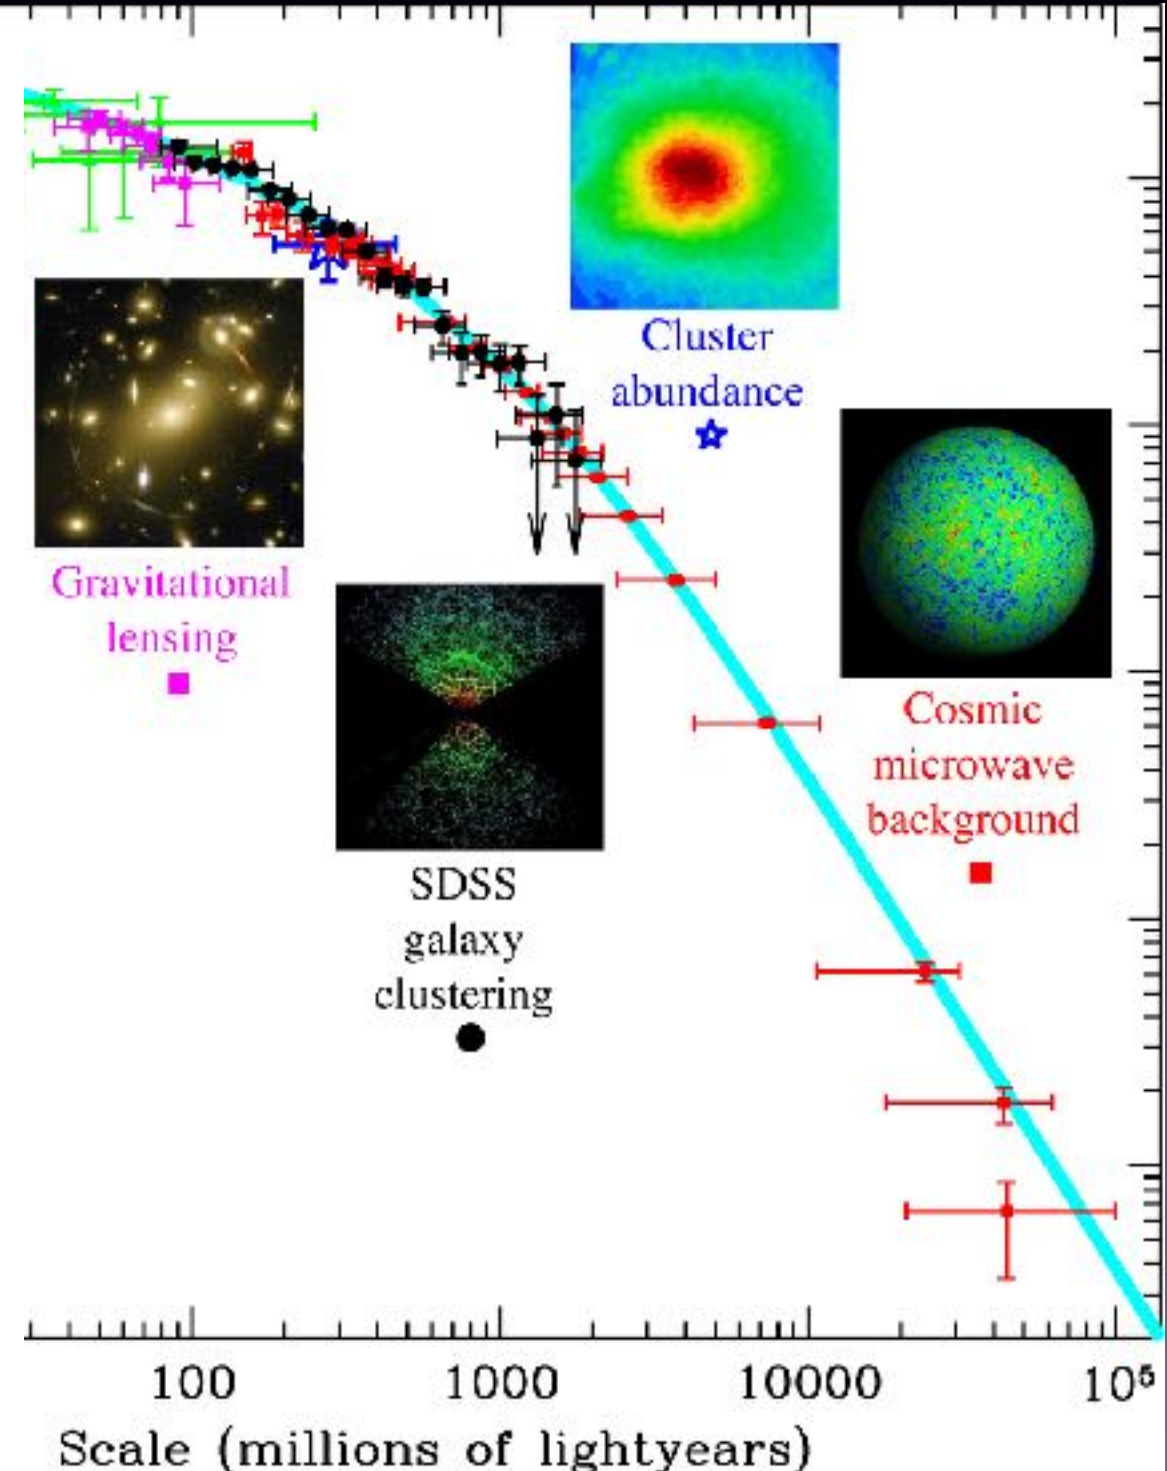 Cluster
abundance
Gravitational
lensing
Cosmic
microwave
background
SDSS
galaxy
clustering
100 1000 10000 10⁵
Scale (millions of lightyears)